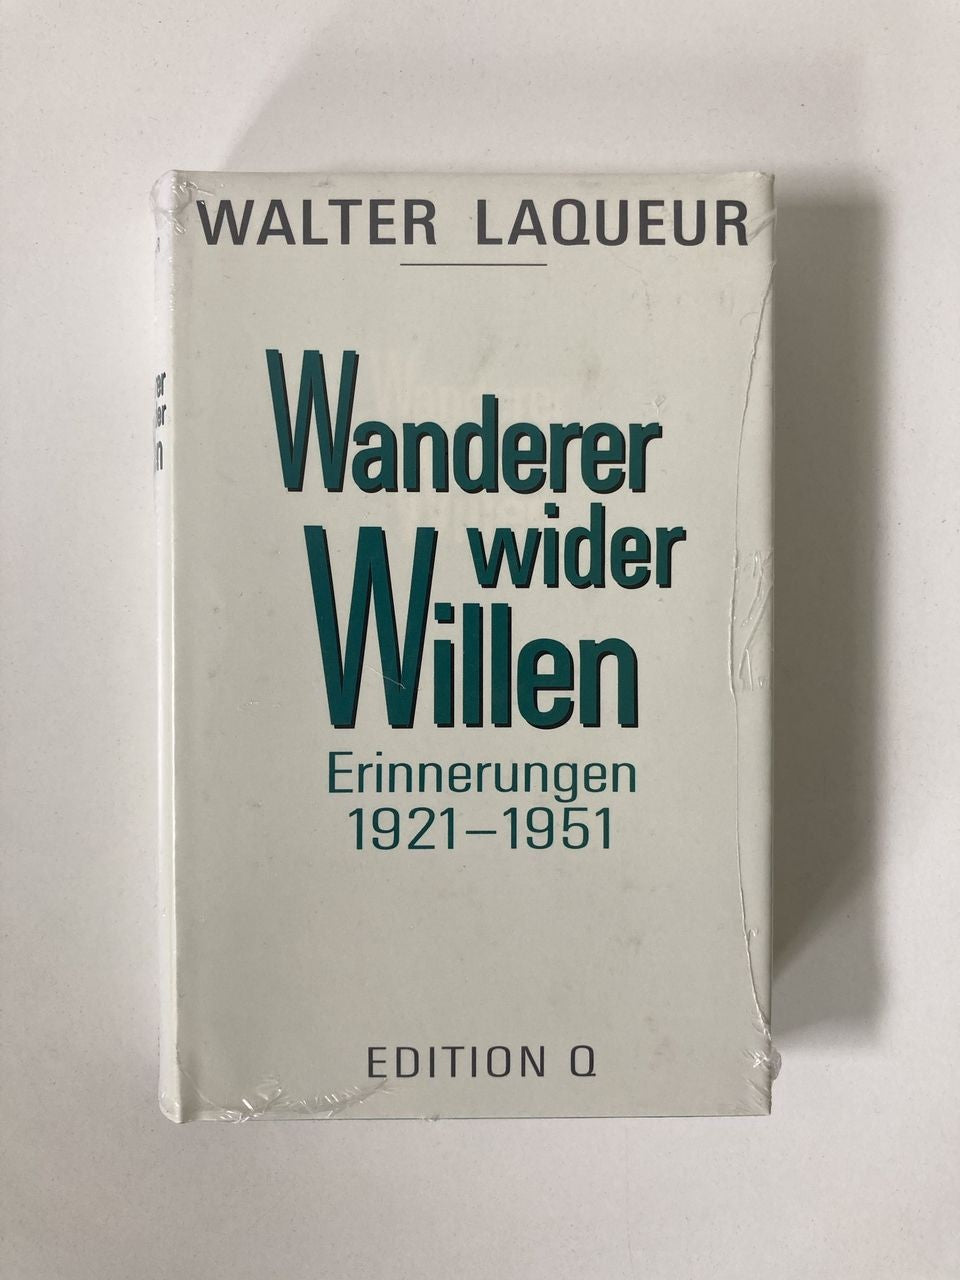 WALTER LAQUEUR
Wanderer
wider
Willen
Erinnerungen
1921–1951
EDITION Q